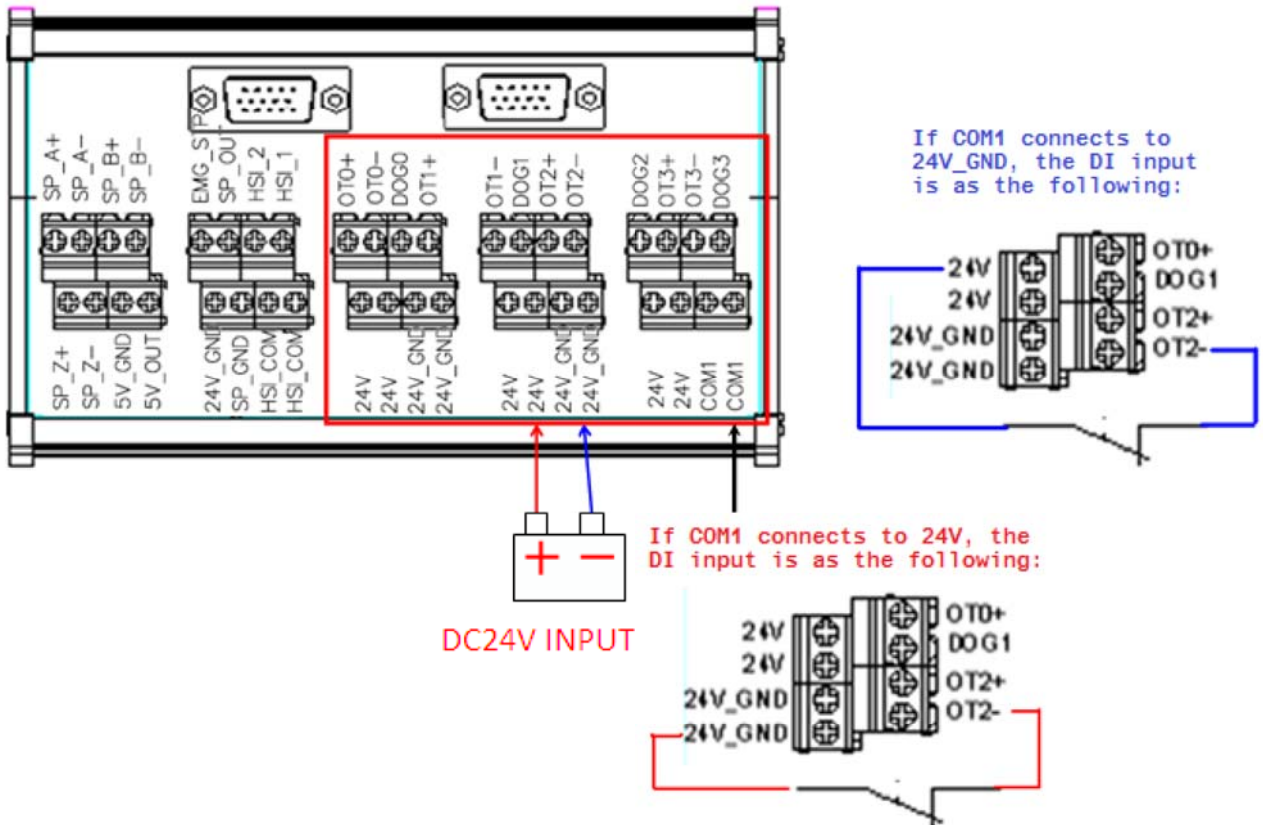 SP_A+
SP_A-
SP_B+
SP_B-
SP_OU
HSI_2
HSI_1
OT0+
OT0-
DOG0
OT1+
OT1-
DOG1
OT2+
OT2-
DOG2
OT3+
OT3-
DOG3
SP_Z+
SP_Z-
5V_GND
5V_OUT
24V_GND
SP_GND
HSI_COM
HSI_COM
24V
24V
24V_GND
24V_GND
24V
24V
24V_GND
24V_GND
24V
24V
COM1
COM1
If COM1 connects to
24V_GND, the DI input
is as the following:
24V
24V
24V_GND
24V_GND
OT0+
DOG1
OT2+
OT2-
+ -
DC24V INPUT
If COM1 connects to 24V, the
DI input is as the following:
24V
24V
24V_GND
24V_GND
OT0+
DOG1
OT2+
OT2-